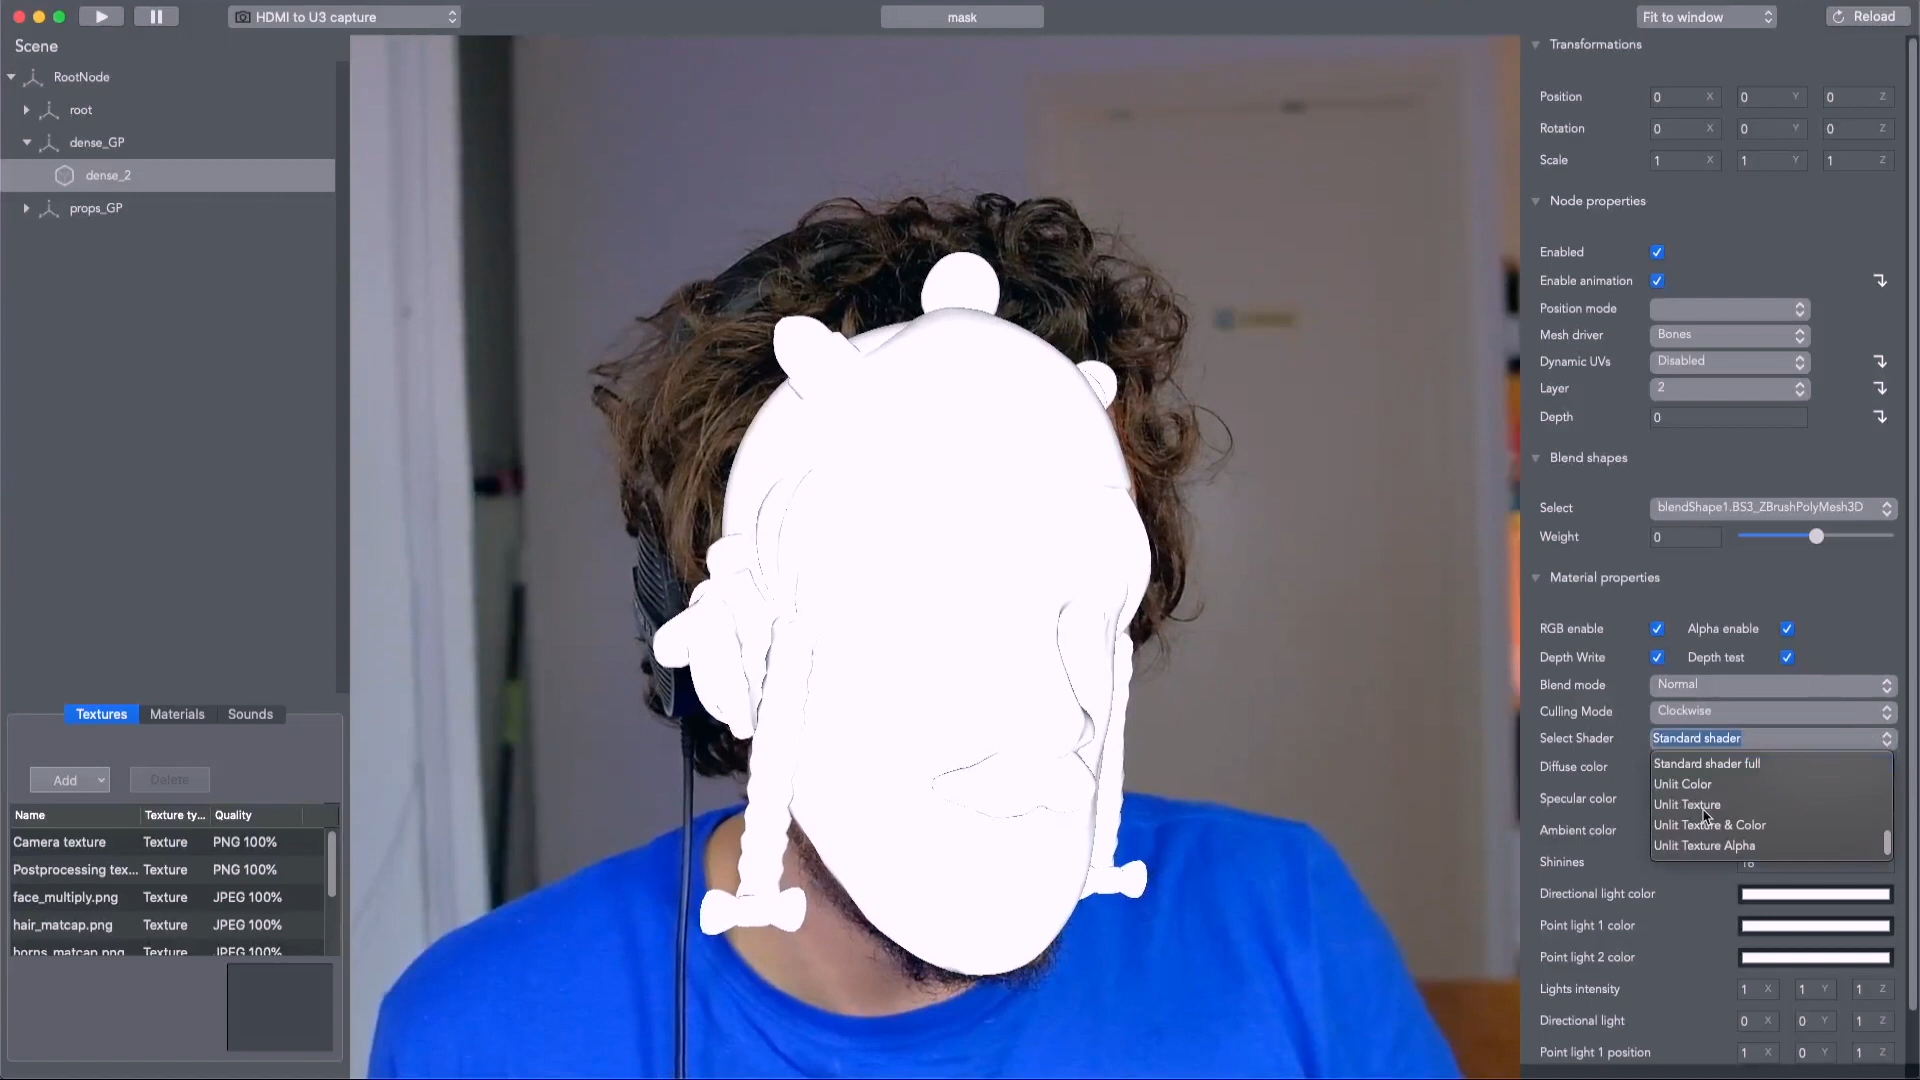 HDMI to U3 capture
mask
Fit to window
Reload
Scene
RootNode
root
dense_GP
dense_2
props_GP
Textures Materials Sounds
Add
Delete
Name Texture ty... Quality
Camera texture Texture PNG 100%
Postprocessing tex... Texture PNG 100%
face_multiply.png Texture JPEG 100%
hair_matcap.png Texture JPEG 100%
horns_matcap.png Texture JPEG 100%
Transformations
Position 0 X 0 Y 0 Z
Rotation 0 X 0 Y 0 Z
Scale 1 X 1 Y 1 Z
Node properties
Enabled
Enable animation
Position mode
Mesh driver Bones
Dynamic UVs Disabled
Layer 2
Depth 0
Blend shapes
Select blendShape1.BS3_ZBrushPolyMesh3D
Weight 0
Material properties
RGB enable Alpha enable
Depth Write Depth test
Blend mode Normal
Culling Mode Clockwise
Select Shader Standard shader
Standard shader full
Unlit Color
Unlit Texture
Unlit Texture & Color
Unlit Texture Alpha
Diffuse color
Specular color
Ambient color
Shinines
Directional light color
Point light 1 color
Point light 2 color
Lights intensity 1 X 1 Y 1 Z
Directional light 0 X 0 Y 1 Z
Point light 1 position 1 X 0 Y 1 Z